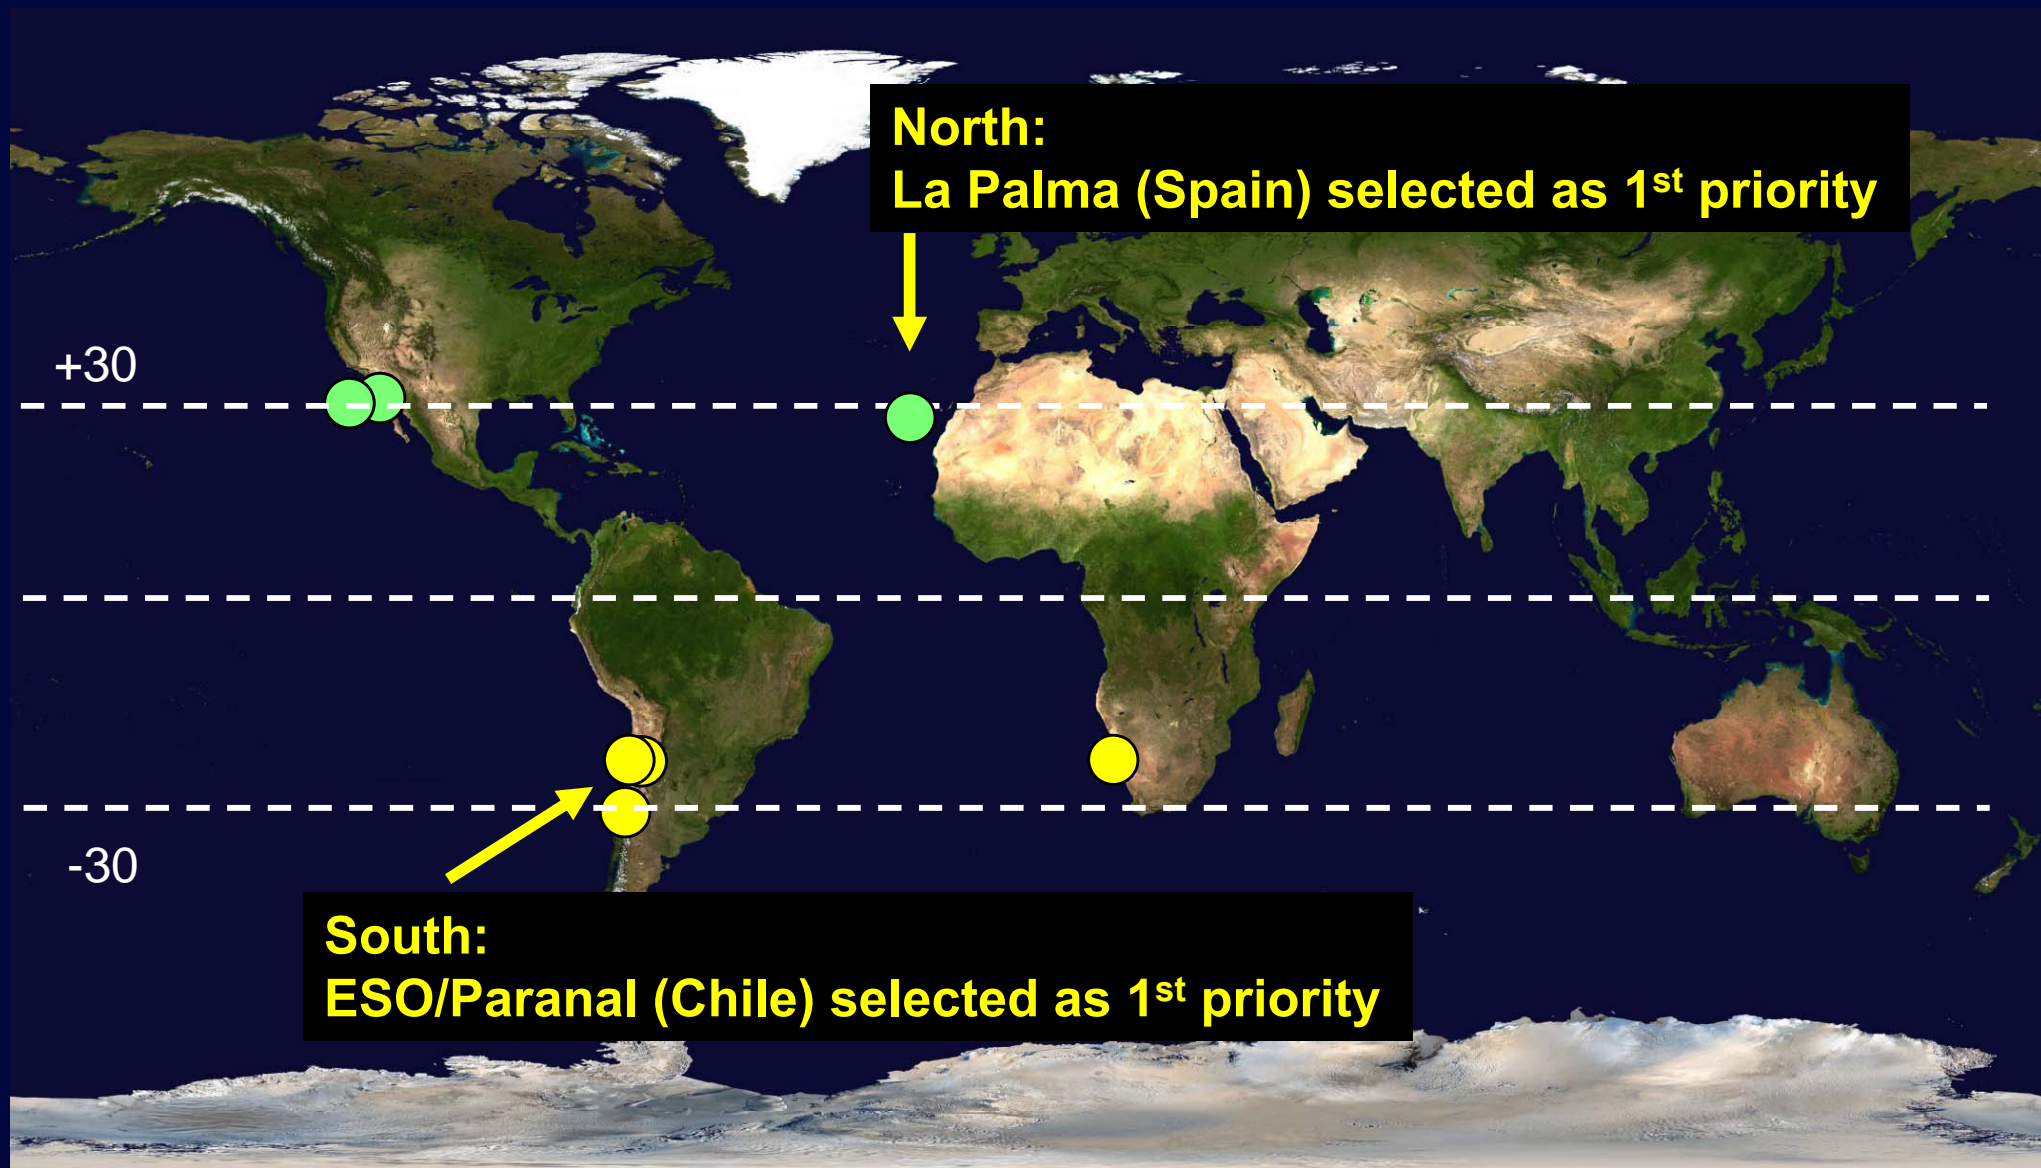 North:
La Palma (Spain) selected as 1st priority
+30
-30
South:
ESO/Paranal (Chile) selected as 1st priority